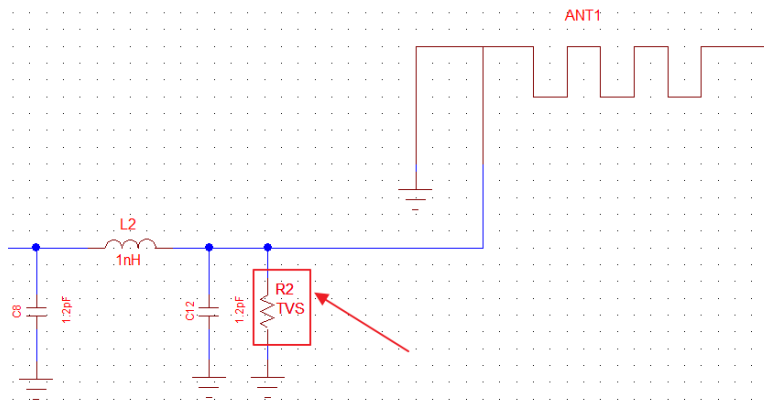 ANT1
L2
1nH
C8
1.2pF
C12
1.2pF
R2
TVS